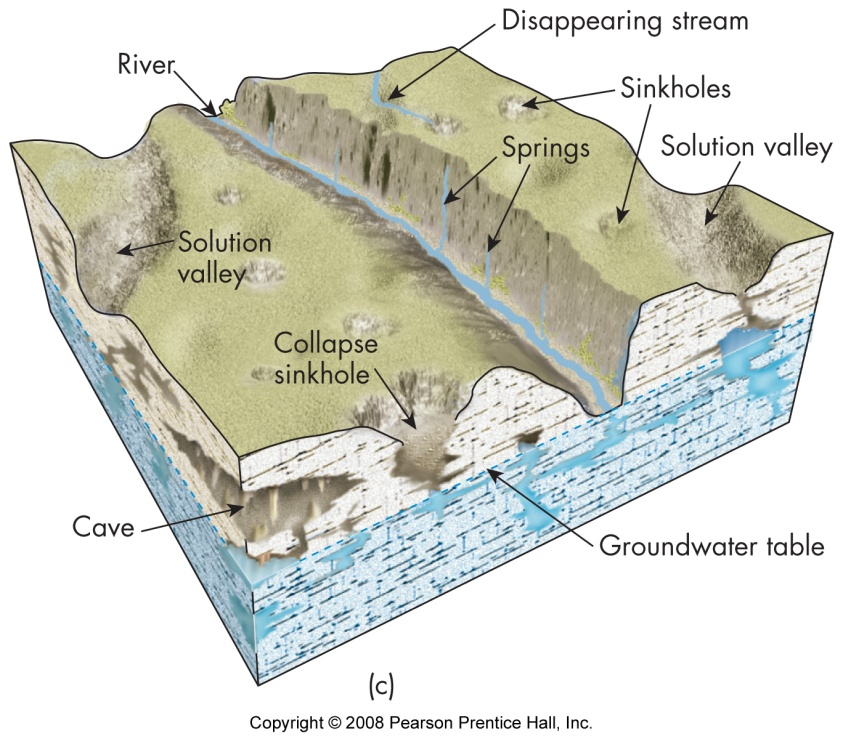 Disappearing stream
River
Sinkholes
Springs
Solution valley
Solution
valley
Collapse
sinkhole
Cave
Groundwater table
(c)
Copyright © 2008 Pearson Prentice Hall, Inc.